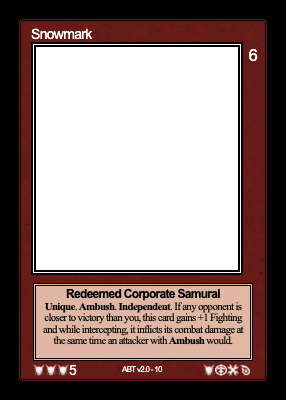 Snowmark
6
Redeemed Corporate Samurai
Unique. Ambush. Independent. If any opponent is
closer to victory than you, this card gains +1 Fighting
and while intercepting, it inflicts its combat damage at
the same time an attacker with Ambush would.
5
ABT v2.0 - 10